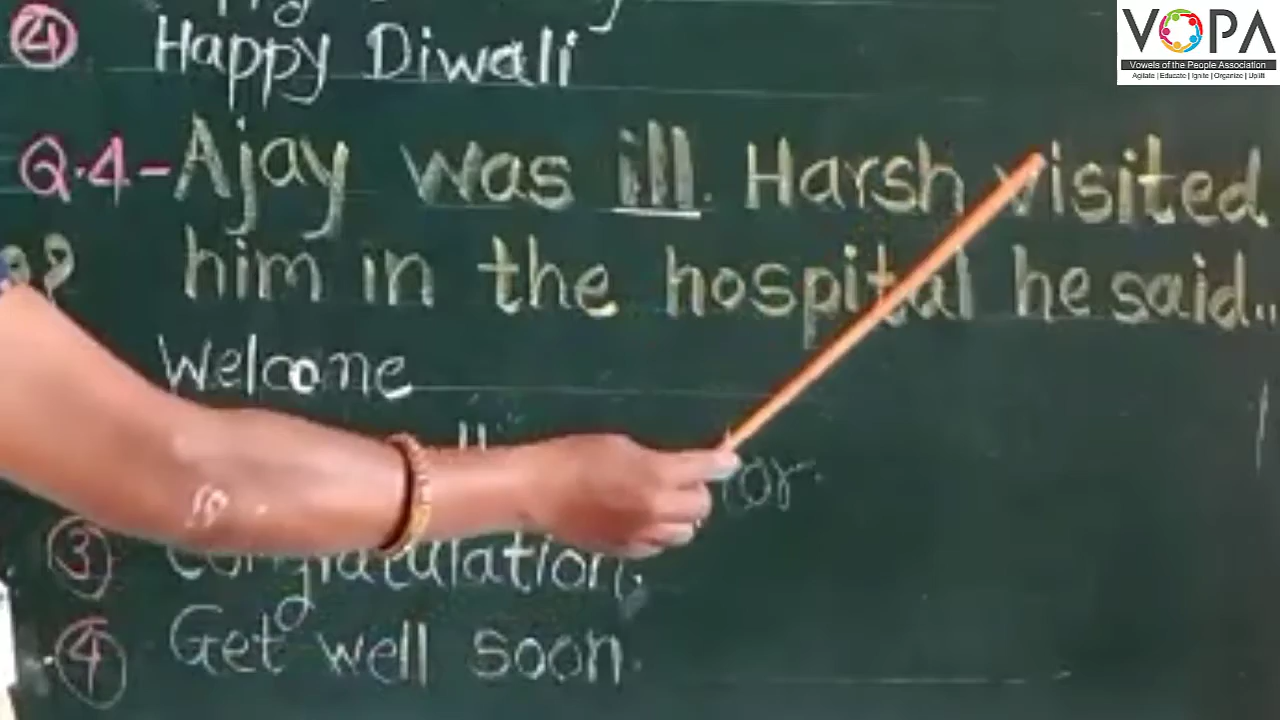 ④ Happy Diwali
Q.4- Ajay was ill. Harsh visited
him in the hospital he said..
Welcome
③ Congratulation.
④ Get well soon.
VOPA
Vowels of the People Association
Agitate | Educate | Ignite | Organize | Uplift